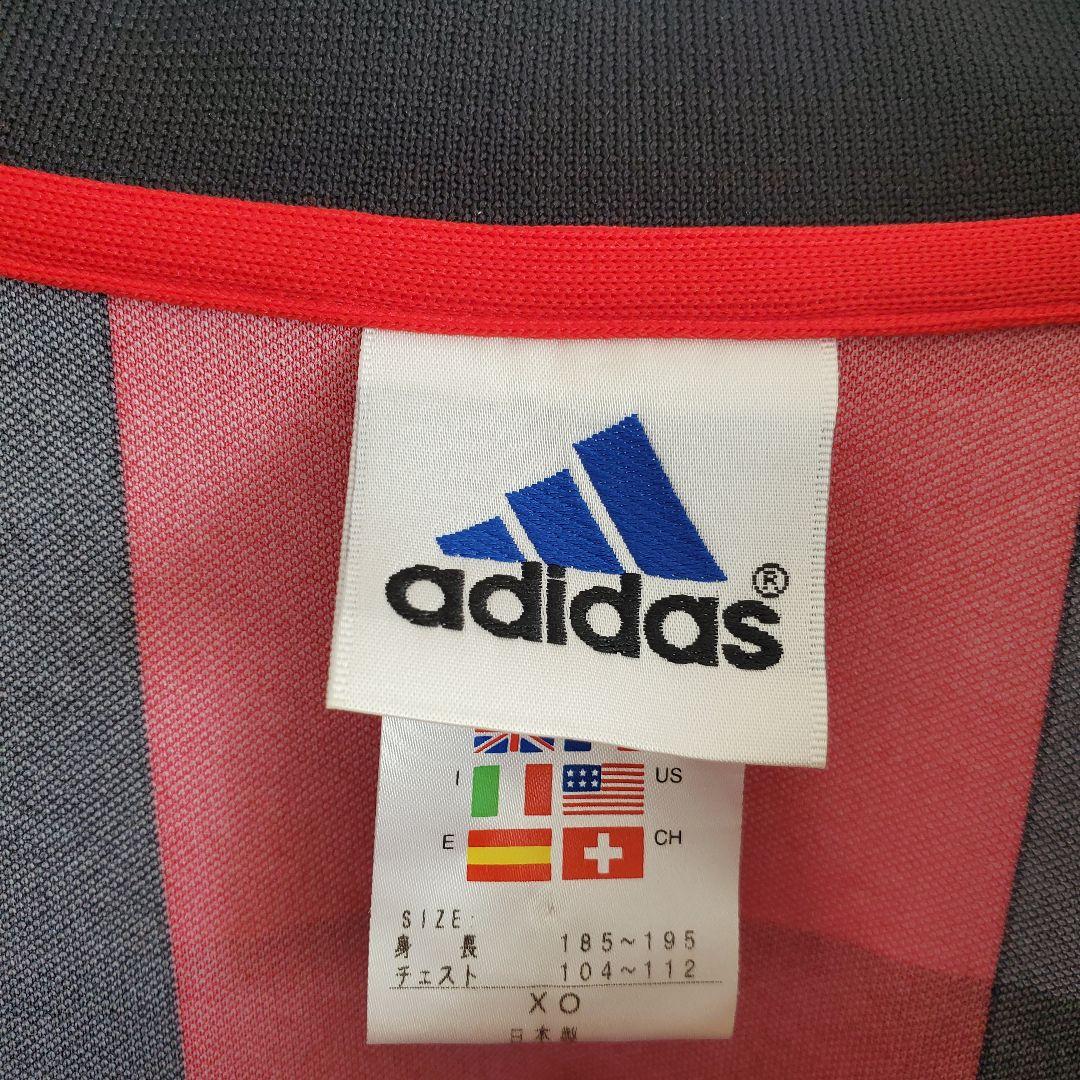 adidas®
I US
E CH
SIZE:
身 長 185~195
チェスト 104~112
XO
日本製